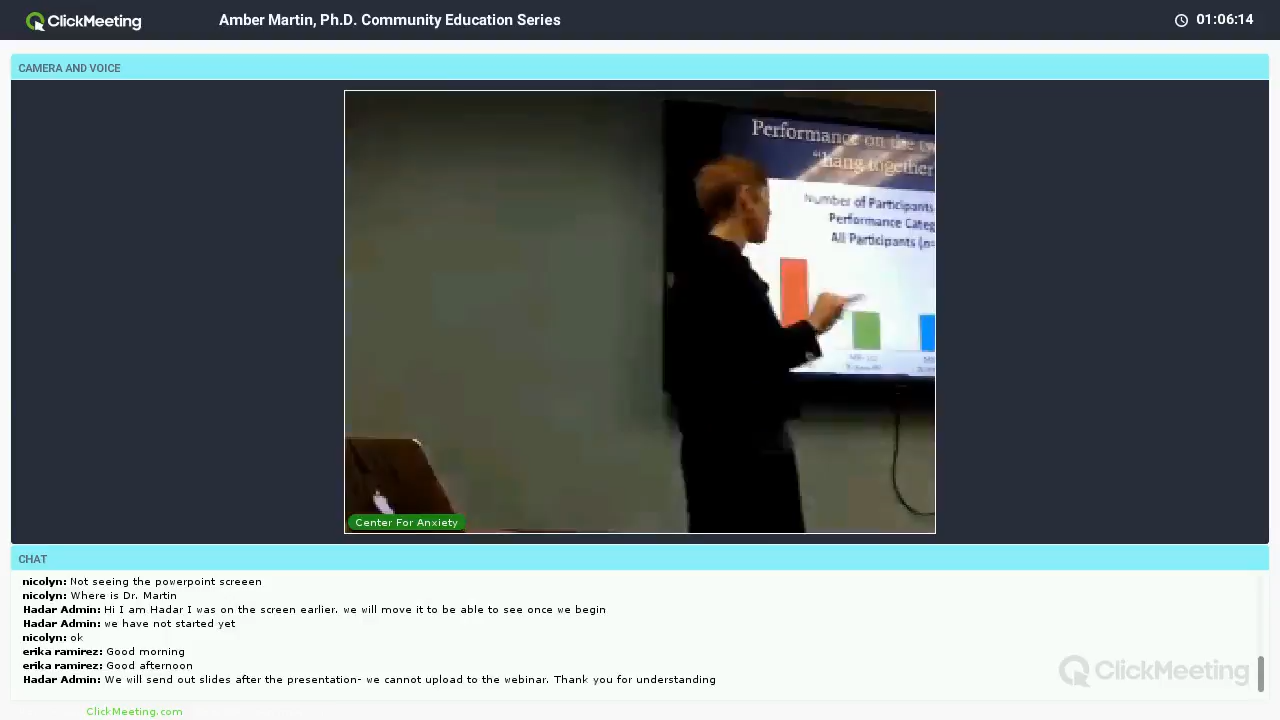 ClickMeeting
Amber Martin, Ph.D. Community Education Series
01:06:14
CAMERA AND VOICE
Performance on the
“hang together
Number of Participants
Performance
All Participants
Center For Anxiety
CHAT
nicolyn: Not seeing the powerpoint screeen
nicolyn: Where is Dr. Martin
Hadar Admin: Hi I am Hadar I was on the screen earlier. we will move it to be able to see once we begin
Hadar Admin: we have not started yet
nicolyn: ok
erika ramirez: Good morning
erika ramirez: Good afternoon
Hadar Admin: We will send out slides after the presentation- we cannot upload to the webinar. Thank you for understanding
ClickMeeting
ClickMeeting.com